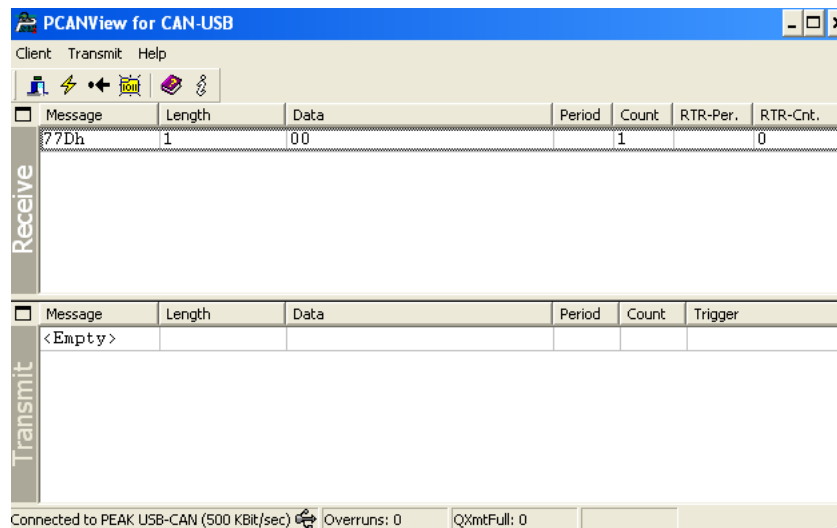 PCANView for CAN-USB
Client Transmit Help
Message Length Data Period Count RTR-Per. RTR-Cnt.
77Dh 1 00 1 0
Receive
Message Length Data Period Count Trigger
<Empty>
Transmit
Connected to PEAK USB-CAN (500 KBit/sec) Overruns: 0 QXmtFull: 0